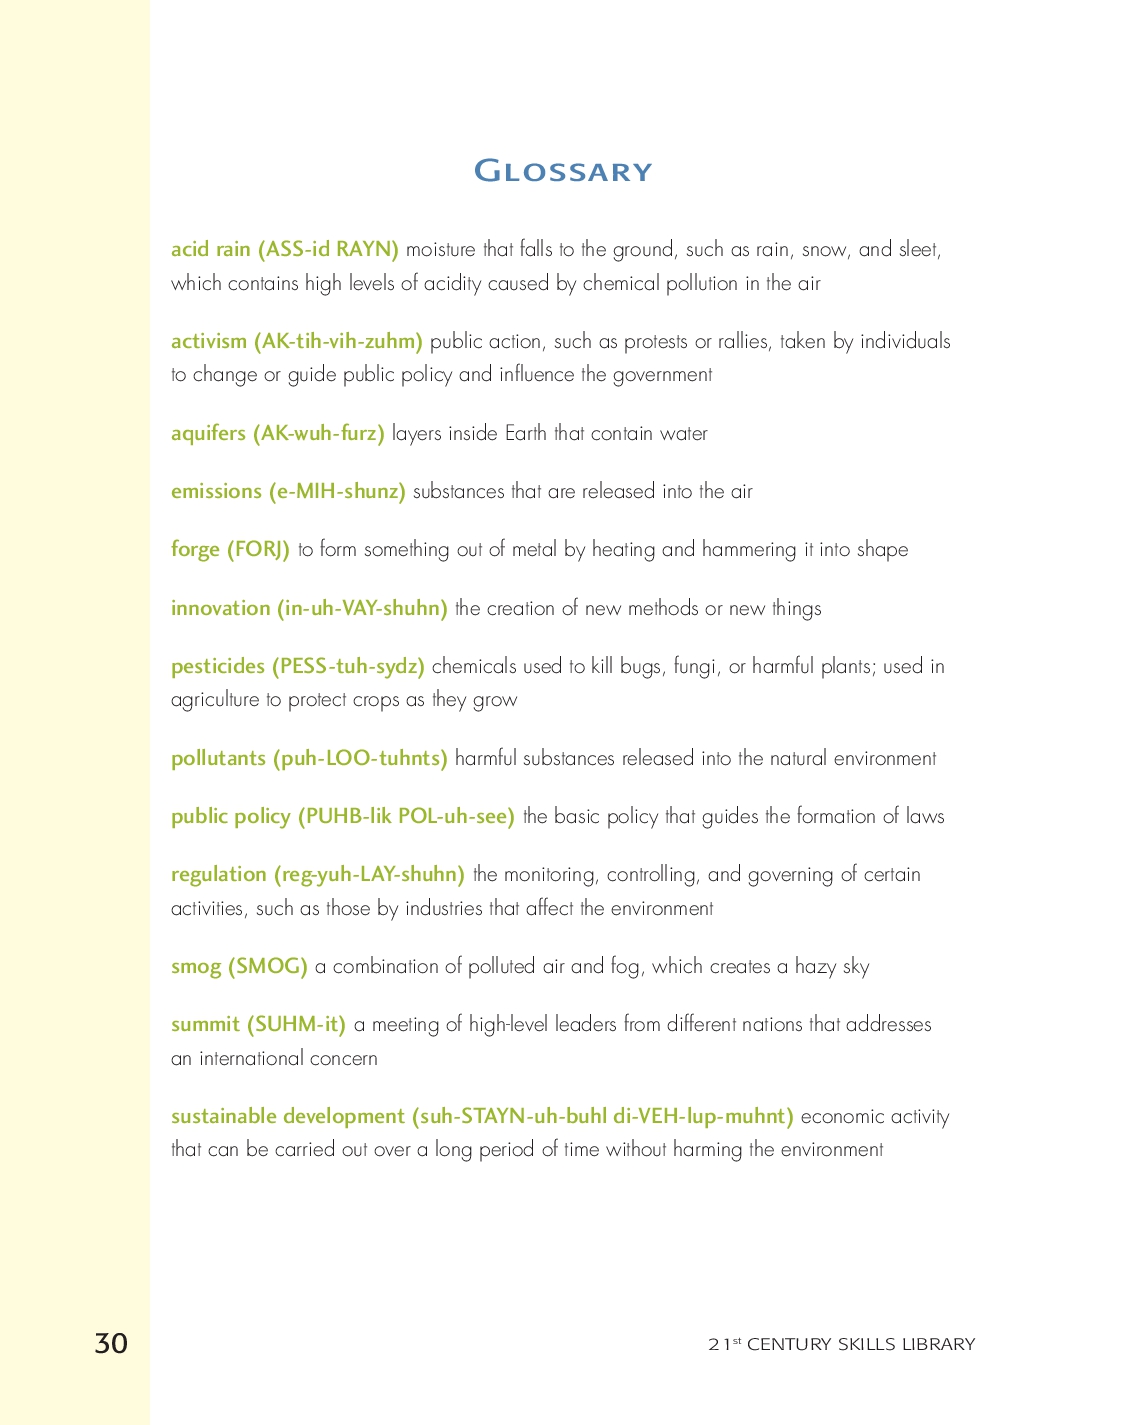 GLOSSARY
acid rain (ASS-id RAYN) moisture that falls to the ground, such as rain, snow, and sleet,
which contains high levels of acidity caused by chemical pollution in the air
activism (AK-tih-vih-zuhm) public action, such as protests or rallies, taken by individuals
to change or guide public policy and influence the government
aquifers (AK-wuh-furz) layers inside Earth that contain water
emissions (e-MIH-shunz) substances that are released into the air
forge (FORJ) to form something out of metal by heating and hammering it into shape
innovation (in-uh-VAY-shuhn) the creation of new methods or new things
pesticides (PESS-tuh-sydz) chemicals used to kill bugs, fungi, or harmful plants; used in
agriculture to protect crops as they grow
pollutants (puh-LOO-tuhnts) harmful substances released into the natural environment
public policy (PUHB-lik POL-uh-see) the basic policy that guides the formation of laws
regulation (reg-yuh-LAY-shuhn) the monitoring, controlling, and governing of certain
activities, such as those by industries that affect the environment
smog (SMOG) a combination of polluted air and fog, which creates a hazy sky
summit (SUHM-it) a meeting of high-level leaders from different nations that addresses
an international concern
sustainable development (suh-STAYN-uh-buhl di-VEH-lup-muhnt) economic activity
that can be carried out over a long period of time without harming the environment
30
21st CENTURY SKILLS LIBRARY